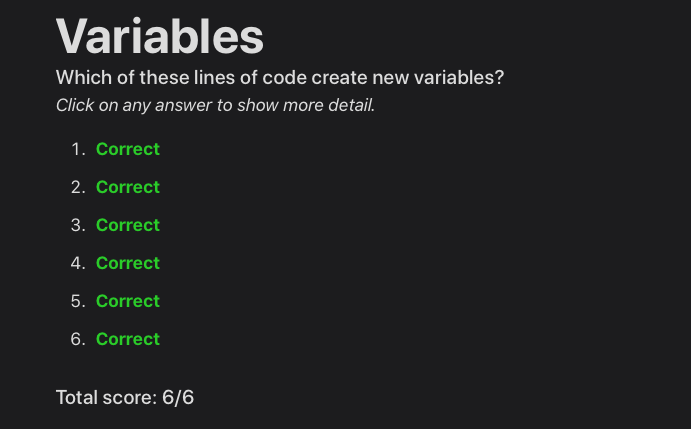 Variables
Which of these lines of code create new variables?
Click on any answer to show more detail.
1. Correct
2. Correct
3. Correct
4. Correct
5. Correct
6. Correct
Total score: 6/6